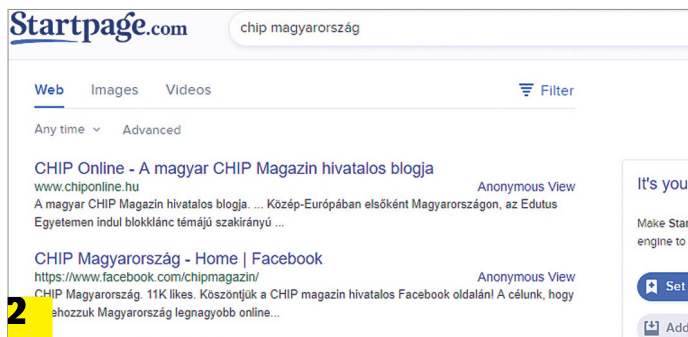 Startpage.com
chip magyarország
Web Images Videos
Filter
Any time Advanced
CHIP Online - A magyar CHIP Magazin hivatalos blogja
www.chiponline.hu Anonymous View
A magyar CHIP Magazin hivatalos blogja. ... Közép-Európában elsőként Magyarországon, az Edutus
Egyetemen indul blokklánc témájú szakirányú ...
CHIP Magyarország - Home | Facebook
https://www.facebook.com/chipmagazin/ Anonymous View
CHIP Magyarország. 11K likes. Köszöntjük a CHIP magazin hivatalos Facebook oldalán! A célunk, hogy
ehozzuk Magyarország legnagyobb online...
2
It's you
Make Star
engine to
Set
Add